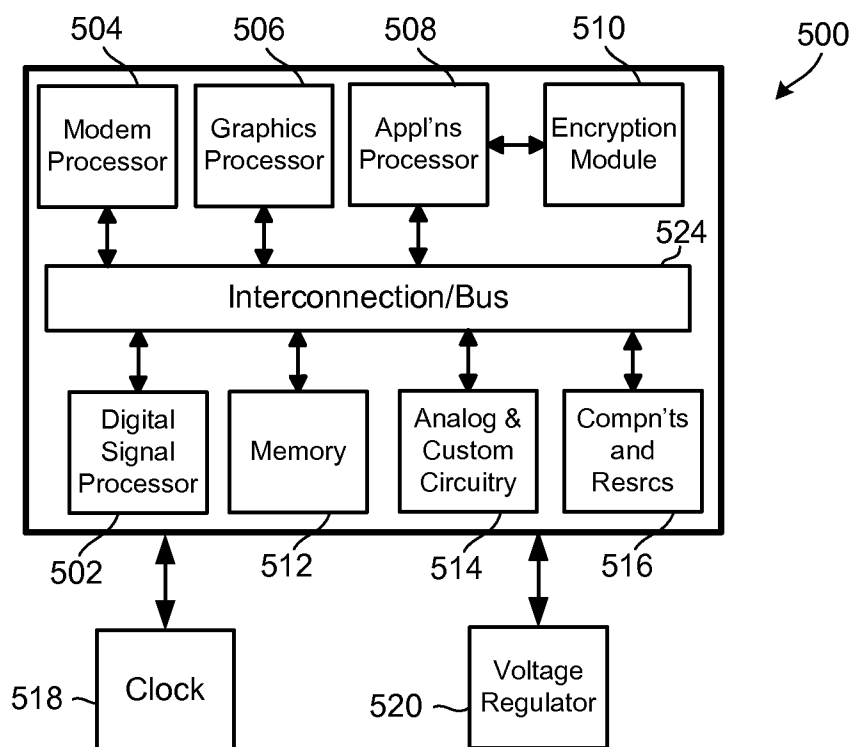 504
506
508
510
500
Modem
Processor
Graphics
Processor
Appl'ns
Processor
Encryption
Module
524
Interconnection/Bus
Digital
Signal
Processor
Memory
Analog &
Custom
Circuitry
Compn'ts
and
Resrcs
502
512
514
516
518
Clock
520
Voltage
Regulator